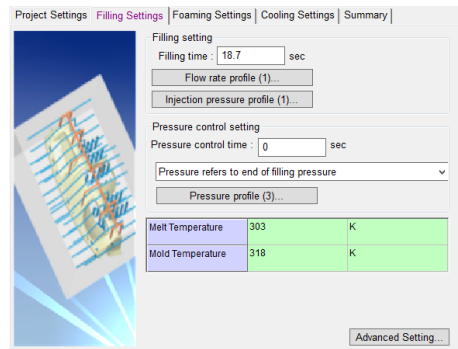 Project Settings Filling Settings Foaming Settings Cooling Settings Summary
Filling setting
Filling time : 18.7 sec
Flow rate profile (1)...
Injection pressure profile (1)...
Pressure control setting
Pressure control time : 0 sec
Pressure refers to end of filling pressure
Pressure profile (3)...
Melt Temperature 303 K
Mold Temperature 318 K
Advanced Setting...